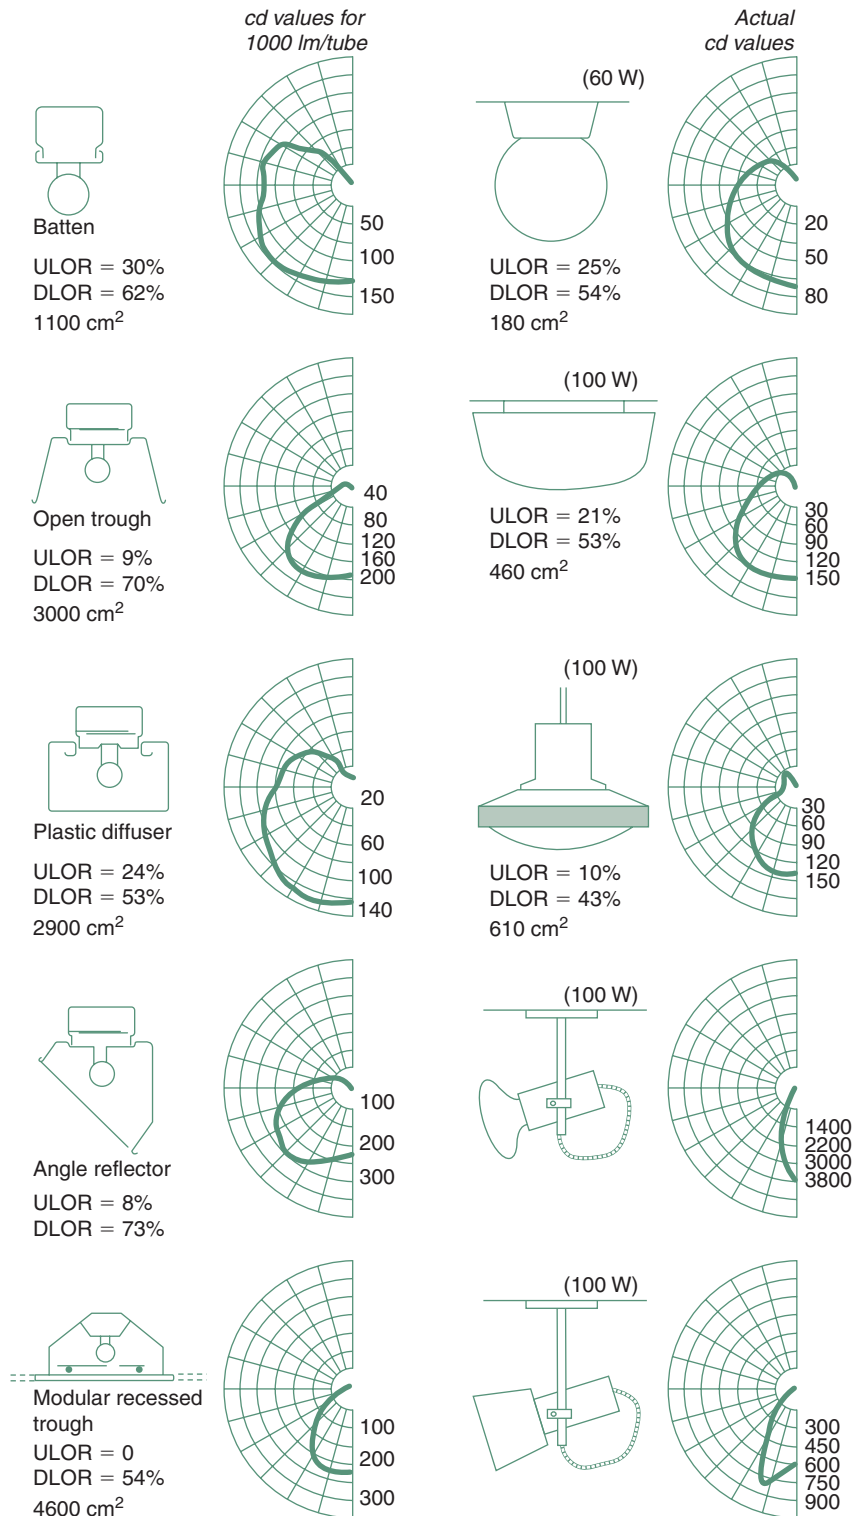 cd values for
1000 lm/tube
Batten
ULOR = 30%
DLOR = 62%
1100 cm²
50
100
150
Open trough
ULOR = 9%
DLOR = 70%
3000 cm²
40
80
120
160
200
Plastic diffuser
ULOR = 24%
DLOR = 53%
2900 cm²
20
60
100
140
Angle reflector
ULOR = 8%
DLOR = 73%
100
200
300
Modular recessed
trough
ULOR = 0
DLOR = 54%
4600 cm²
100
200
300
Actual
cd values
(60 W)
ULOR = 25%
DLOR = 54%
180 cm²
20
50
80
(100 W)
ULOR = 21%
DLOR = 53%
460 cm²
30
60
90
120
150
(100 W)
ULOR = 10%
DLOR = 43%
610 cm²
30
60
90
120
150
(100 W)
1400
2200
3000
3800
(100 W)
300
450
600
750
900